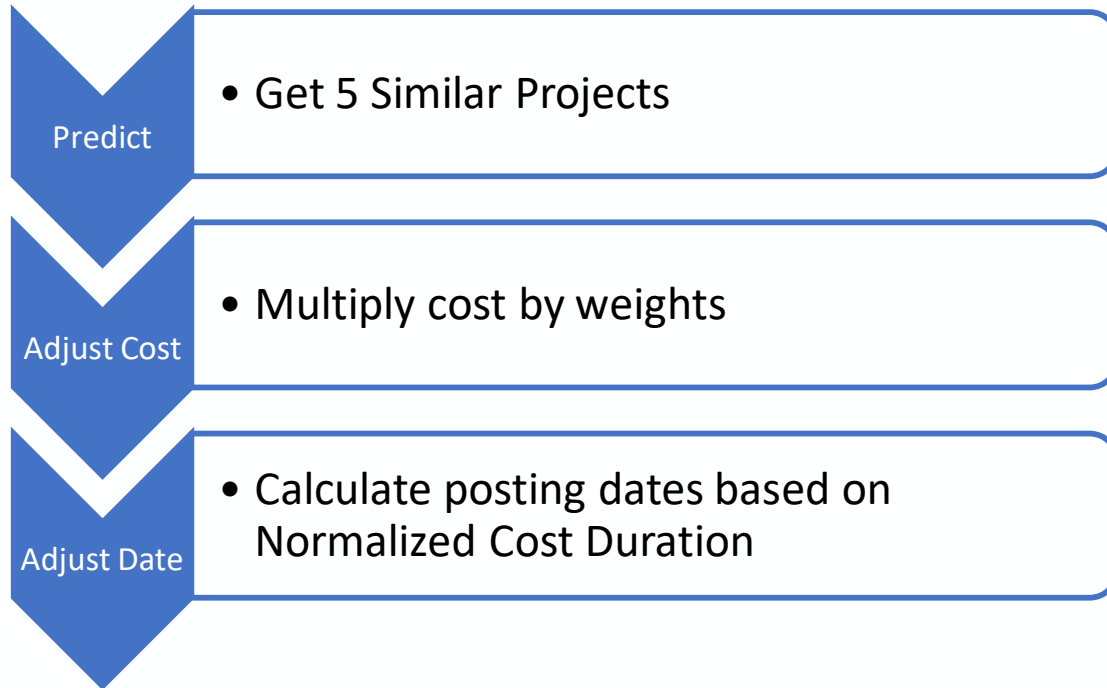 Predict
• Get 5 Similar Projects
Adjust Cost
• Multiply cost by weights
Adjust Date
• Calculate posting dates based on
Normalized Cost Duration